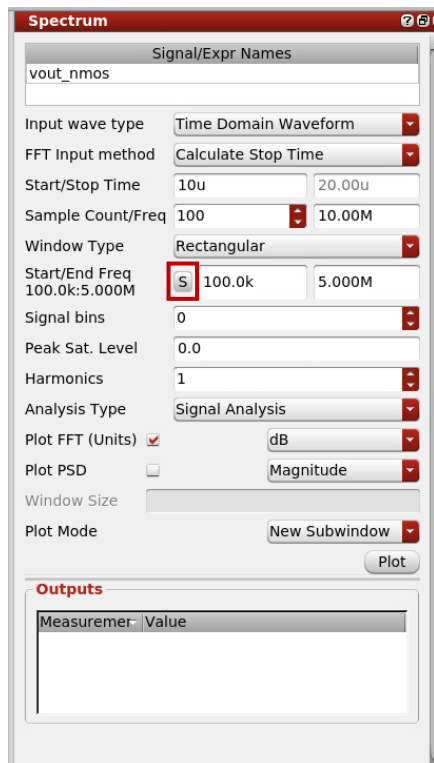 Spectrum
Signal/Expr Names
vout_nmos
Input wave type Time Domain Waveform
FFT Input method Calculate Stop Time
Start/Stop Time 10u 20.00u
Sample Count/Freq 100 10.00M
Window Type Rectangular
Start/End Freq
100.0k:5.000M S 100.0k 5.000M
Signal bins 0
Peak Sat. Level 0.0
Harmonics 1
Analysis Type Signal Analysis
Plot FFT (Units) dB
Plot PSD Magnitude
Window Size
Plot Mode New Subwindow
Plot
Outputs
Measuremer Value